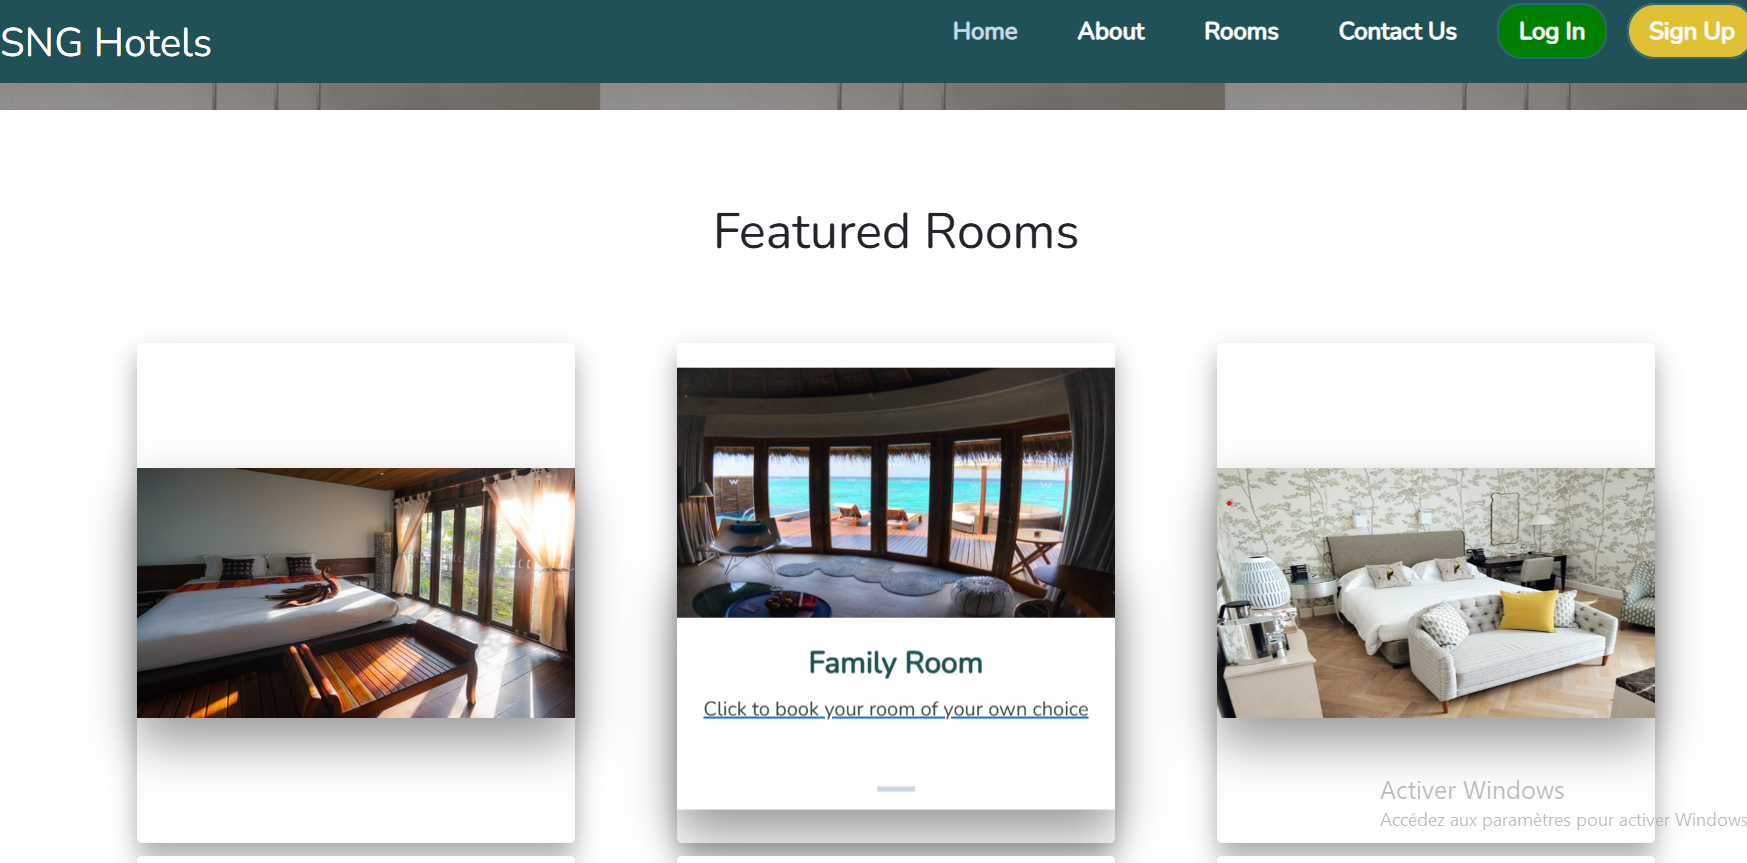 SNG Hotels
Home About Rooms Contact Us Log In Sign Up
Featured Rooms
Family Room
Click to book your room of your own choice
Activer Windows
Accédez aux paramètres pour activer Windows